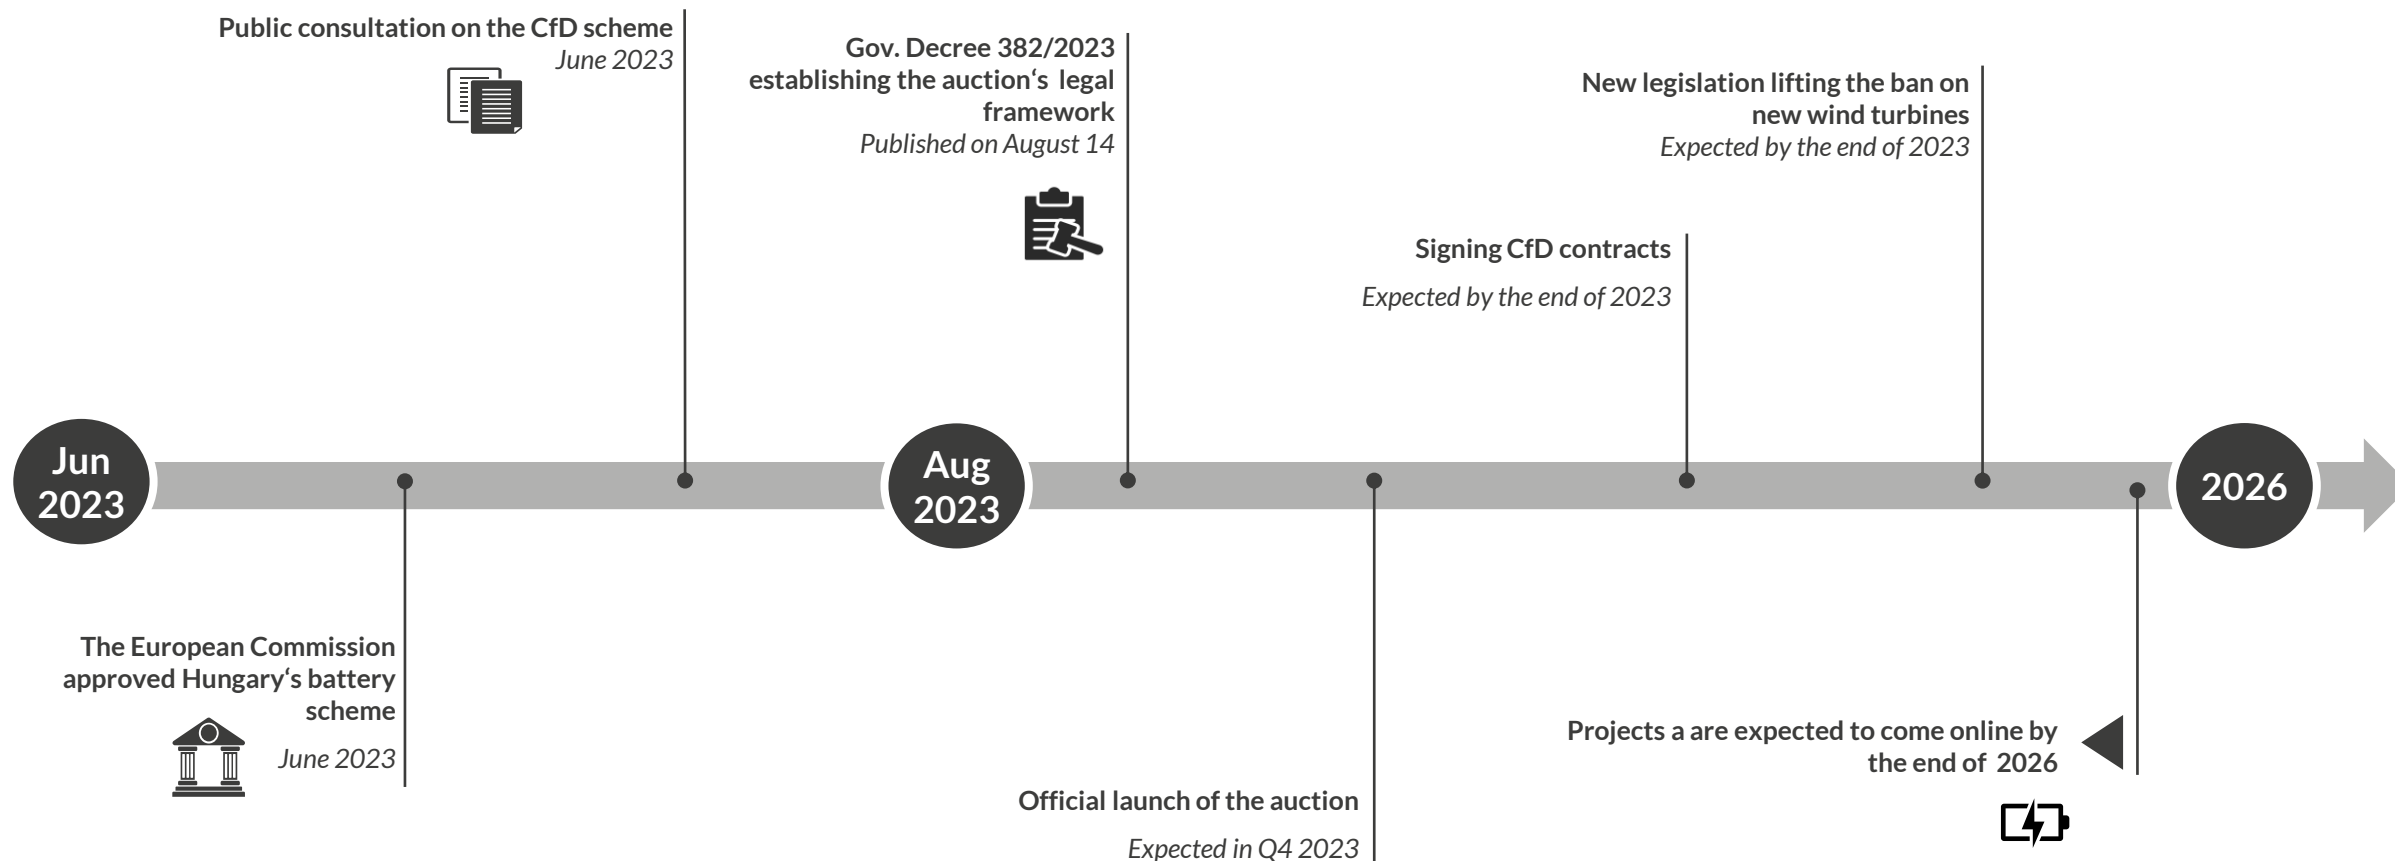 Public consultation on the CfD scheme
June 2023
Gov. Decree 382/2023
establishing the auction‘s  legal
framework
Published on August 14
New legislation lifting the ban on
new wind turbines
Expected by the end of 2023
Signing CfD contracts
Expected by the end of 2023
Jun
2023
Aug
2023
2026
The European Commission
approved Hungary‘s battery
scheme
June 2023
Official launch of the auction
Expected in Q4 2023
Projects a are expected to come online by
the end of  2026